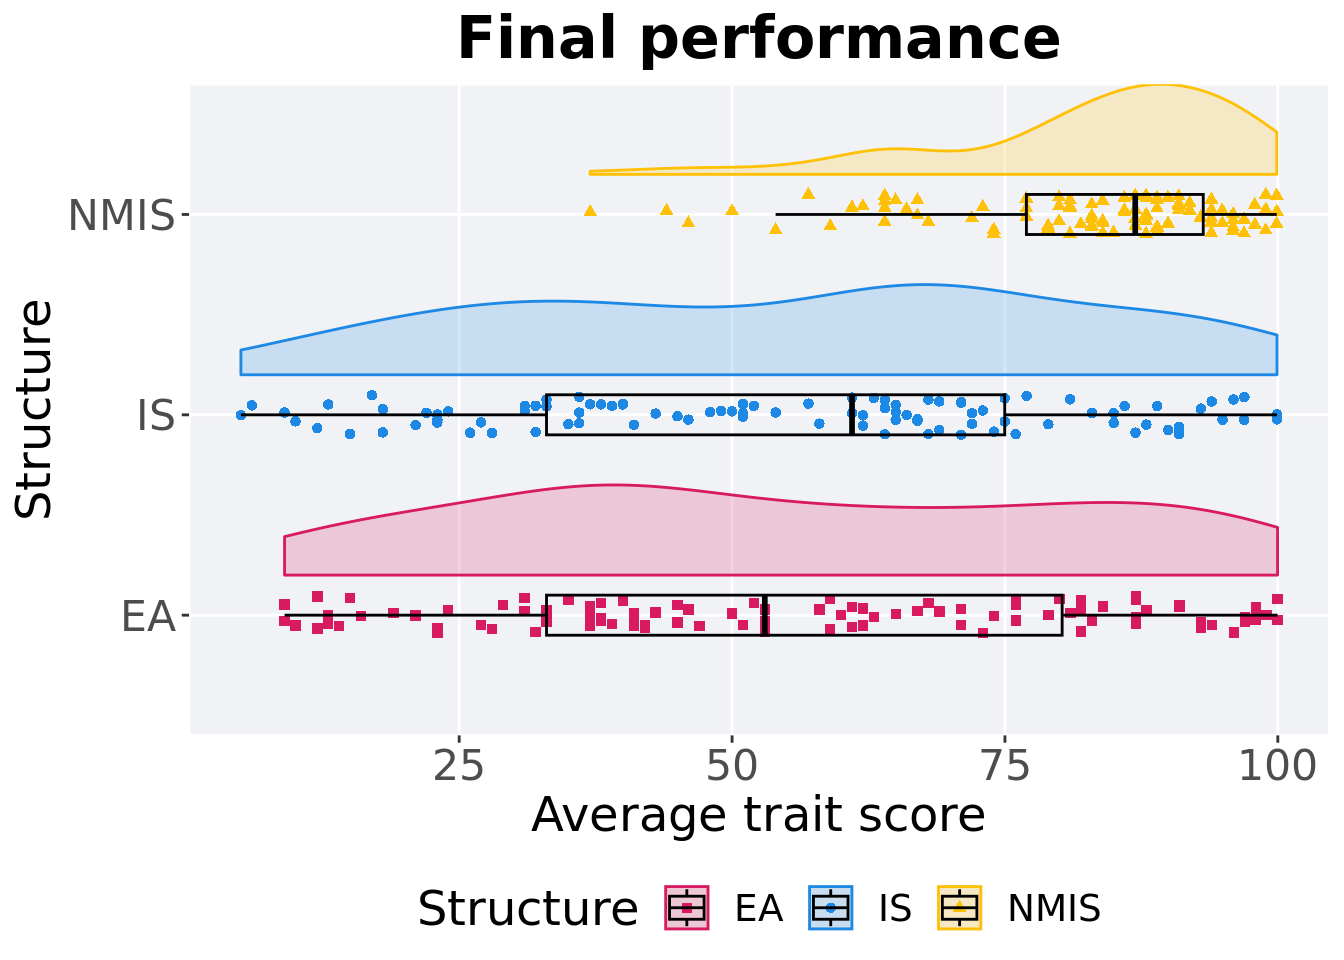 Final performance
Structure
NMIS
IS
EA
25 50 75 100
Average trait score
Structure EA IS NMIS